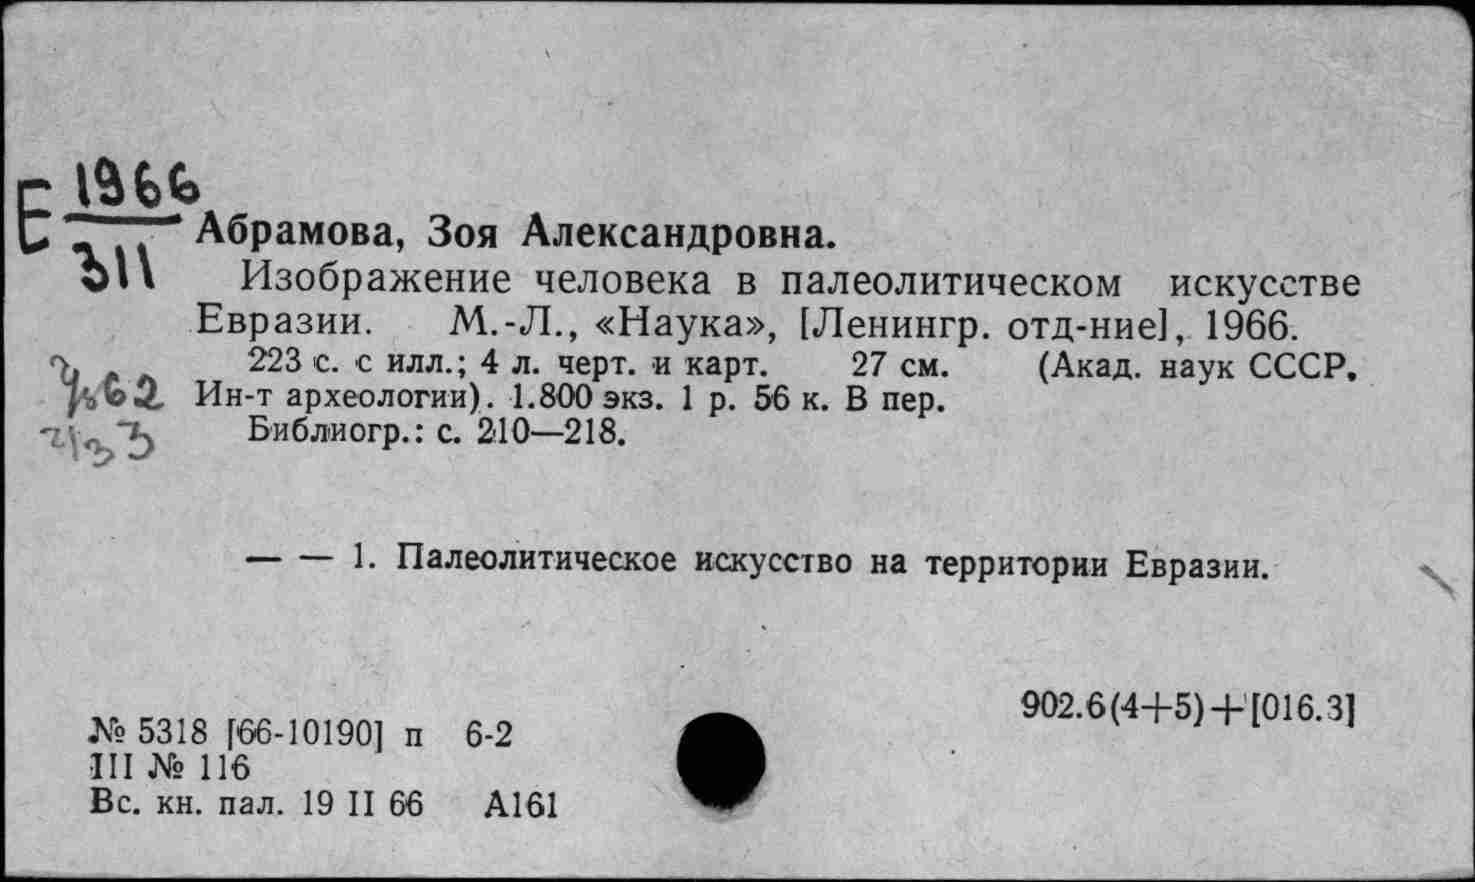 Е 1966
Абрамова, Зоя Александровна.
Изображение человека в палеолитическом искусстве
Евразии. М.-Л., «Наука», [Ленингр. отд-ние], 1966.
223 с. с илл.; 4 л. черт. и карт. 27 см. (Акад. наук СССР.
Ин-т археологии). 1.800 экз. 1 р. 56 к. В пер.
Библиогр.: с. 210—218.
— — 1. Палеолитическое искусство на территории Евразии.
902.6(4+5)+[016.3]
№ 5318 [66-10190] п 6-2
III № 116
Вс. кн. пал. 19 II 66 А161